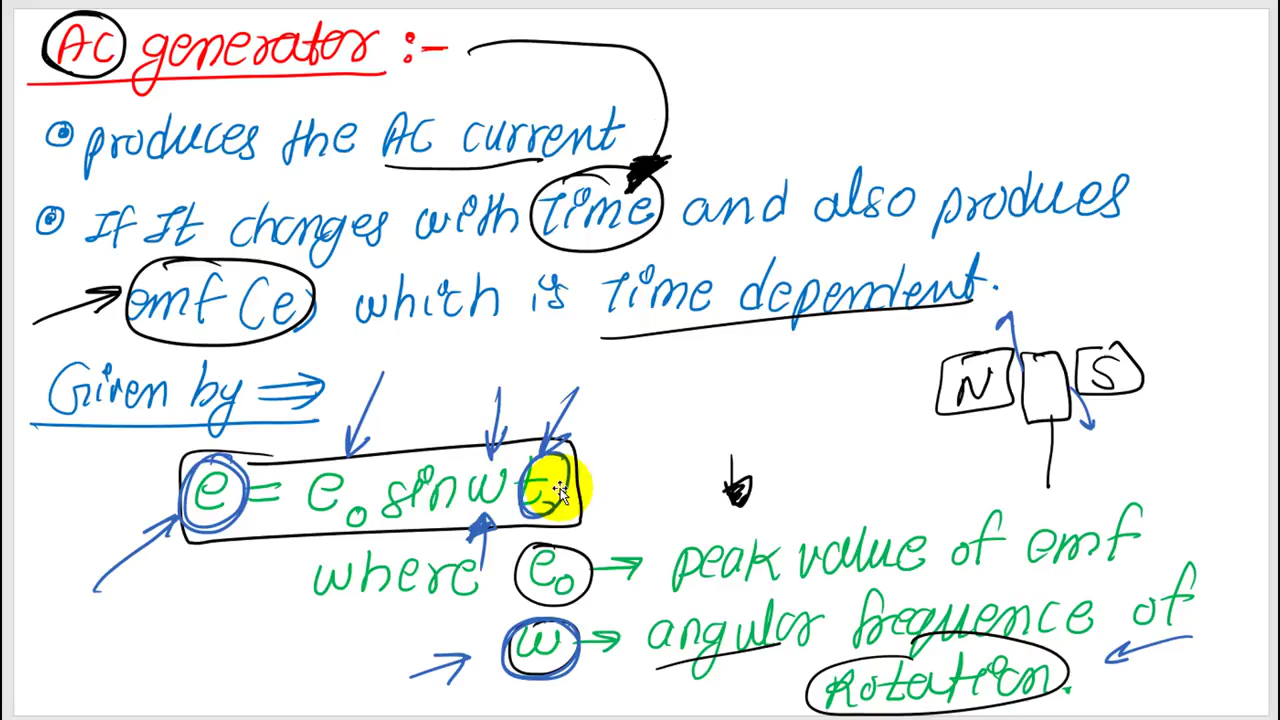 AC generator :-
produces the AC current
If It changes with time and also produces
emf (e) which is time dependent.
Given by ⇒
N S
e = e₀ sin w t
where e₀ → peak value of emf
w → angular frequence of
Rotation.